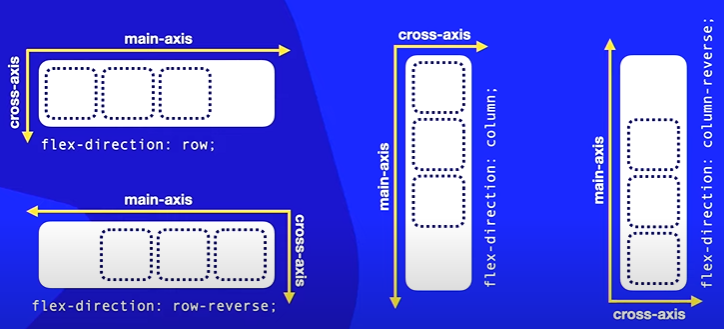 main-axis
cross-axis
flex-direction: row;
main-axis
cross-axis
flex-direction: row-reverse;
cross-axis
main-axis
flex-direction: column;
main-axis
cross-axis
flex-direction: column-reverse;